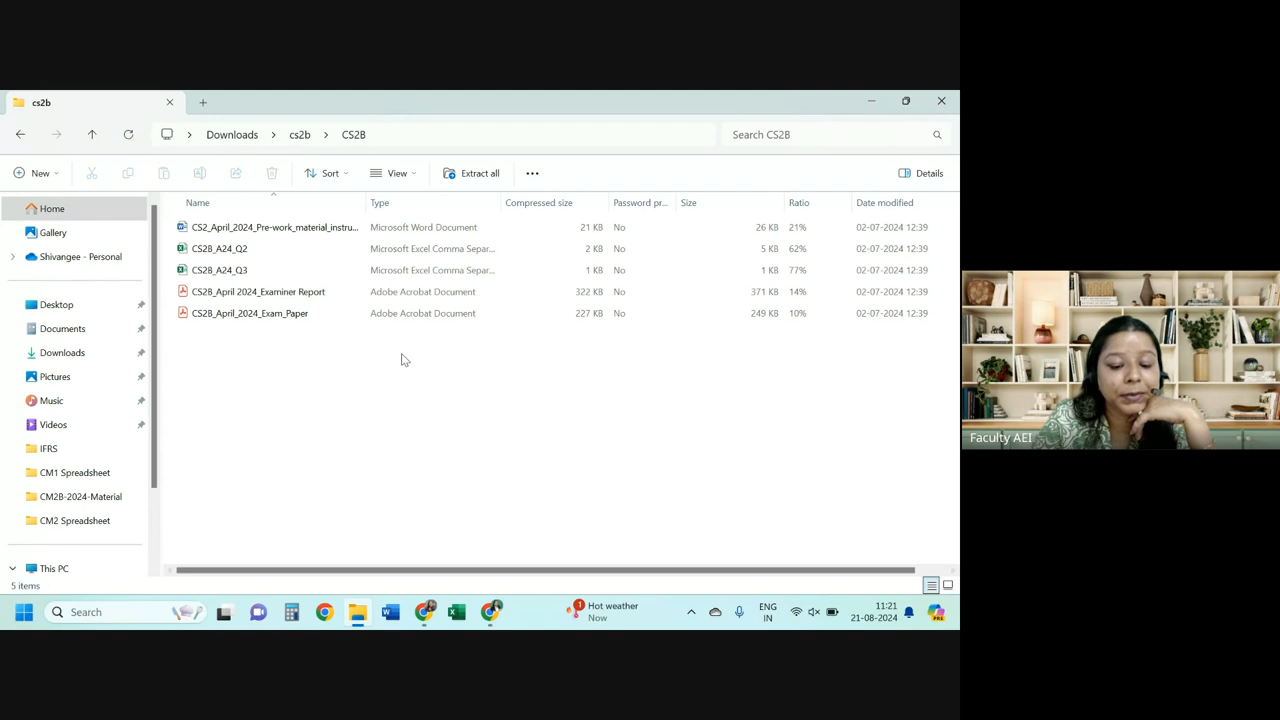 cs2b
Downloads > cs2b > CS2B
Search CS2B
New
Sort
View
Extract all
Details
Name Type Compressed size Password pr... Size Ratio Date modified
CS2_April_2024_Pre-work_material_instru... Microsoft Word Document 21 KB No 26 KB 21% 02-07-2024 12:39
CS2B_A24_Q2 Microsoft Excel Comma Separ... 2 KB No 5 KB 62% 02-07-2024 12:39
CS2B_A24_Q3 Microsoft Excel Comma Separ... 1 KB No 1 KB 77% 02-07-2024 12:39
CS2B_April 2024_Examiner Report Adobe Acrobat Document 322 KB No 371 KB 14% 02-07-2024 12:39
CS2B_April_2024_Exam_Paper Adobe Acrobat Document 227 KB No 249 KB 10% 02-07-2024 12:39
Home
Gallery
Shivangee - Personal
Desktop
Documents
Downloads
Pictures
Music
Videos
IFRS
CM1 Spreadsheet
CM2B-2024-Material
CM2 Spreadsheet
This PC
5 items
Faculty AEI
Search
1
Hot weather
Now
ENG
IN
11:21
21-08-2024
PRE